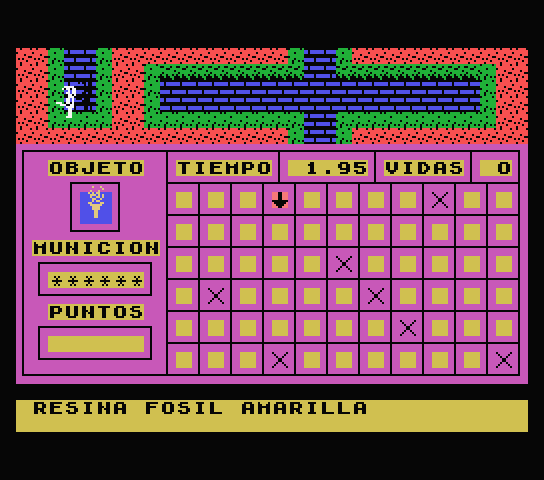 OBJETO TIEMPO 1.95 VIDAS 0
MUNICION
******
PUNTOS
RESINA FOSIL AMARILLA